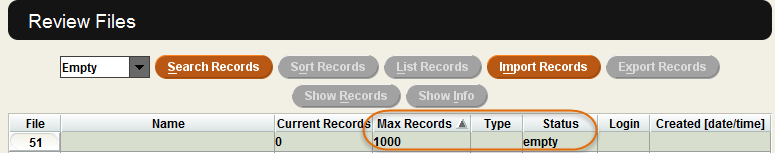 Review Files
Empty Search Records Sort Records List Records Import Records Export Records
Show Records Show Info
File Name Current Records Max Records Type Status Login Created [date/time]
51 0 1000 empty